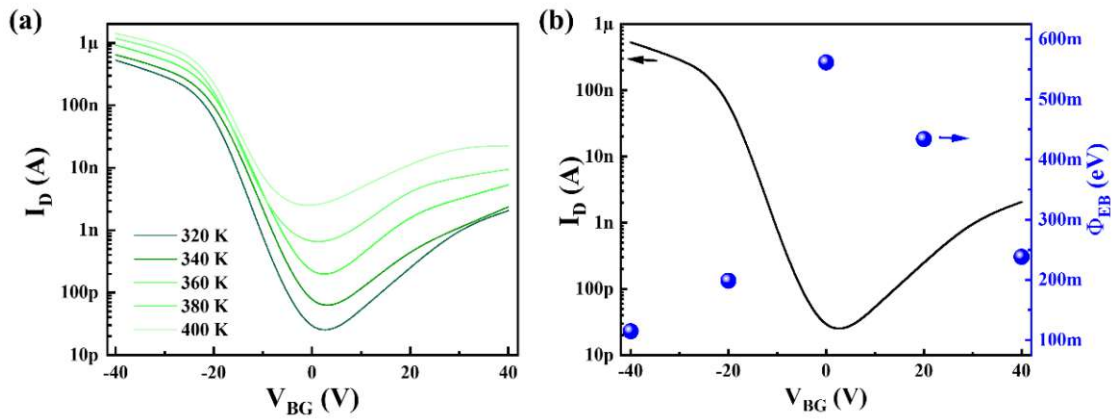 (a)
1μ
100n
10n
1n
100p
10p
I_D (A)
320 K
340 K
360 K
380 K
400 K
-40
-20
0
20
40
V_BG (V)
(b)
1μ
100n
10n
1n
100p
10p
I_D (A)
-40
-20
0
20
40
V_BG (V)
600m
500m
400m
300m
200m
100m
Φ_EB (eV)